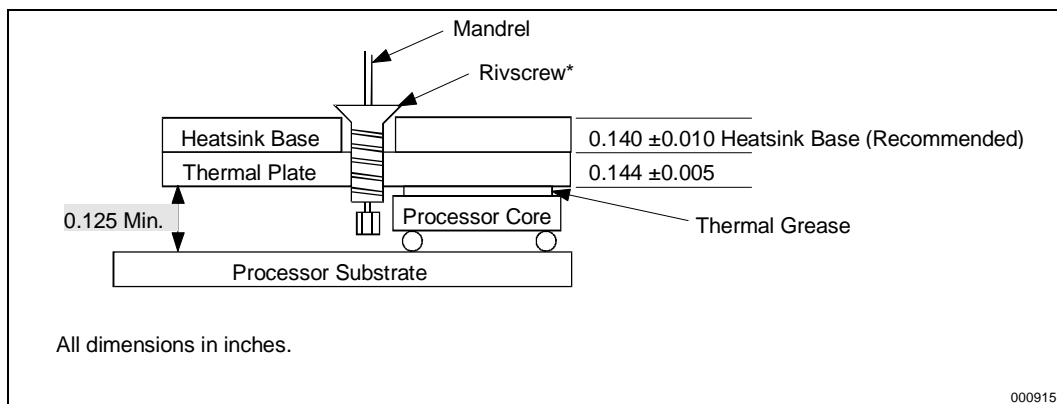 Mandrel
Rivscrew*
Heatsink Base
0.140 ±0.010 Heatsink Base (Recommended)
Thermal Plate
0.144 ±0.005
0.125 Min.
Processor Core
Thermal Grease
Processor Substrate
All dimensions in inches.
000915